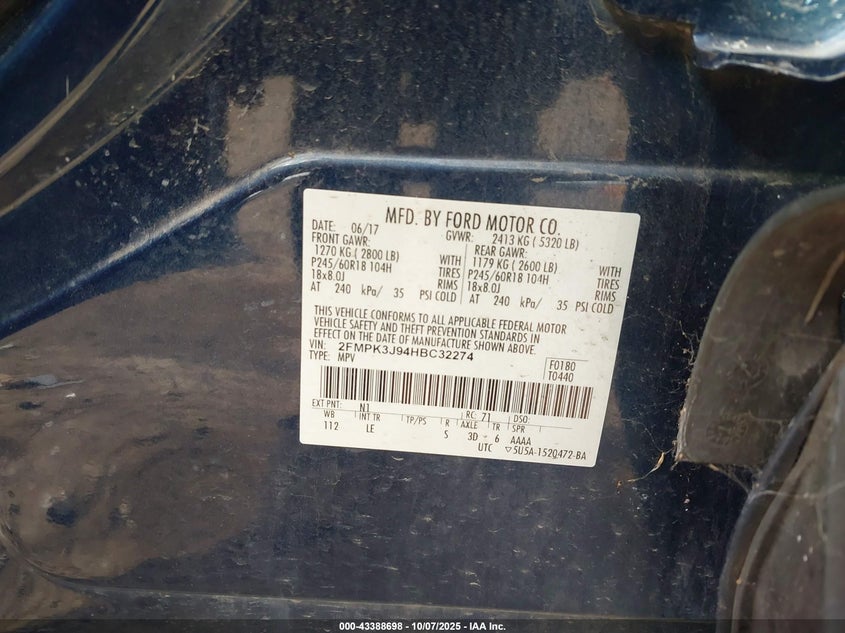 MFD. BY FORD MOTOR CO.
DATE: 06/17 GVWR: 2413 KG ( 5320 LB)
FRONT GAWR: REAR GAWR:
1270 KG ( 2800 LB) WITH 1179 KG ( 2600 LB) WITH
P245/60R18 104H TIRES P245/60R18 104H TIRES
18x8.0J RIMS 18x8.0J RIMS
AT 240 kPa/ 35 PSI COLD AT 240 kPa/ 35 PSI COLD
THIS VEHICLE CONFORMS TO ALL APPLICABLE FEDERAL MOTOR
VEHICLE SAFETY AND THEFT PREVENTION STANDARDS IN
EFFECT ON THE DATE OF MANUFACTURE SHOWN ABOVE.
VIN: 2FMPK3J94HBC32274 F0180
TYPE: MPV T0440
EXT PNT: N1 RC: 71 DSO:
WB INT TR TP/PS R AXLE TR SPR
112 LE S 3D 6 AAAA
UTC ▽5U5A-1520472-BA
000-43388698 - 10/07/2025 - IAA Inc.